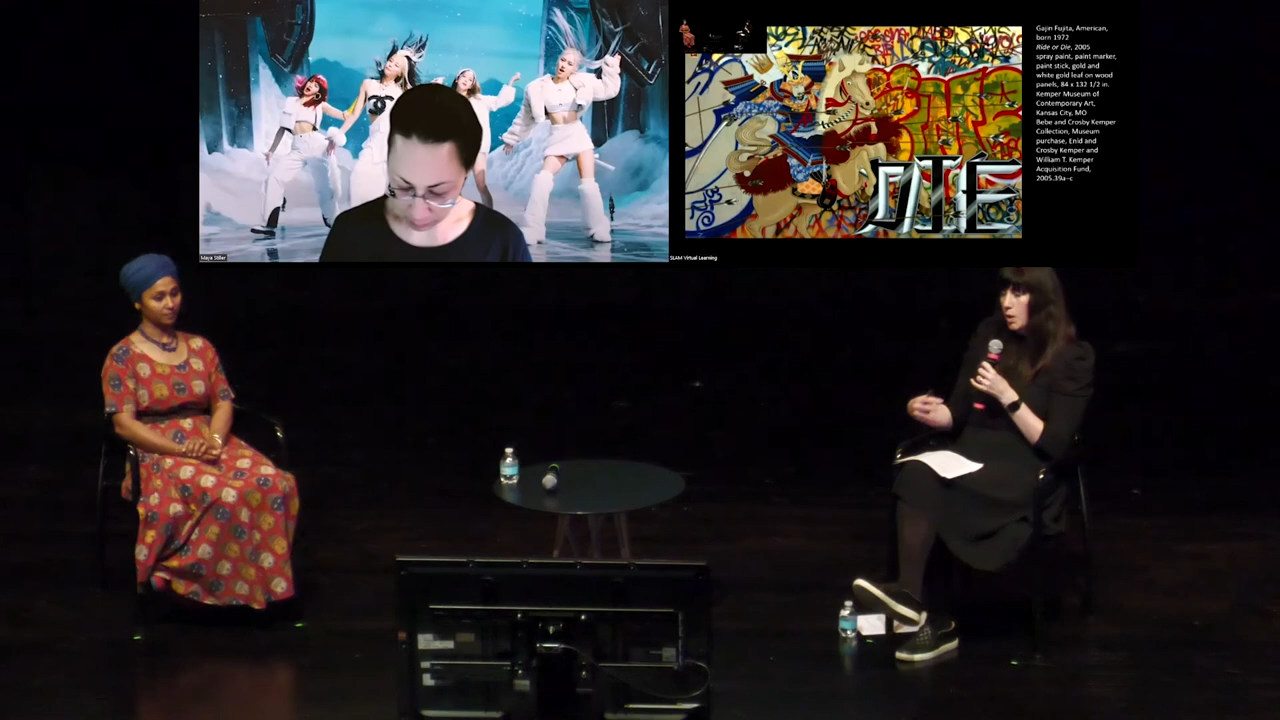 Gajin Fujita, American,
born 1972
Ride or Die, 2005
spray paint, paint marker,
paint stick, gold and
white gold leaf on wood
panels, 84 x 132 1/2 in.
Kemper Museum of
Contemporary Art,
Kansas City, MO
Bebe and Crosby Kemper
Collection, Museum
purchase, Enid and
Crosby Kemper and
William T. Kemper
Acquisition Fund,
2005.39a–c
DIE
Maya Stiller
SLAM Virtual Learning